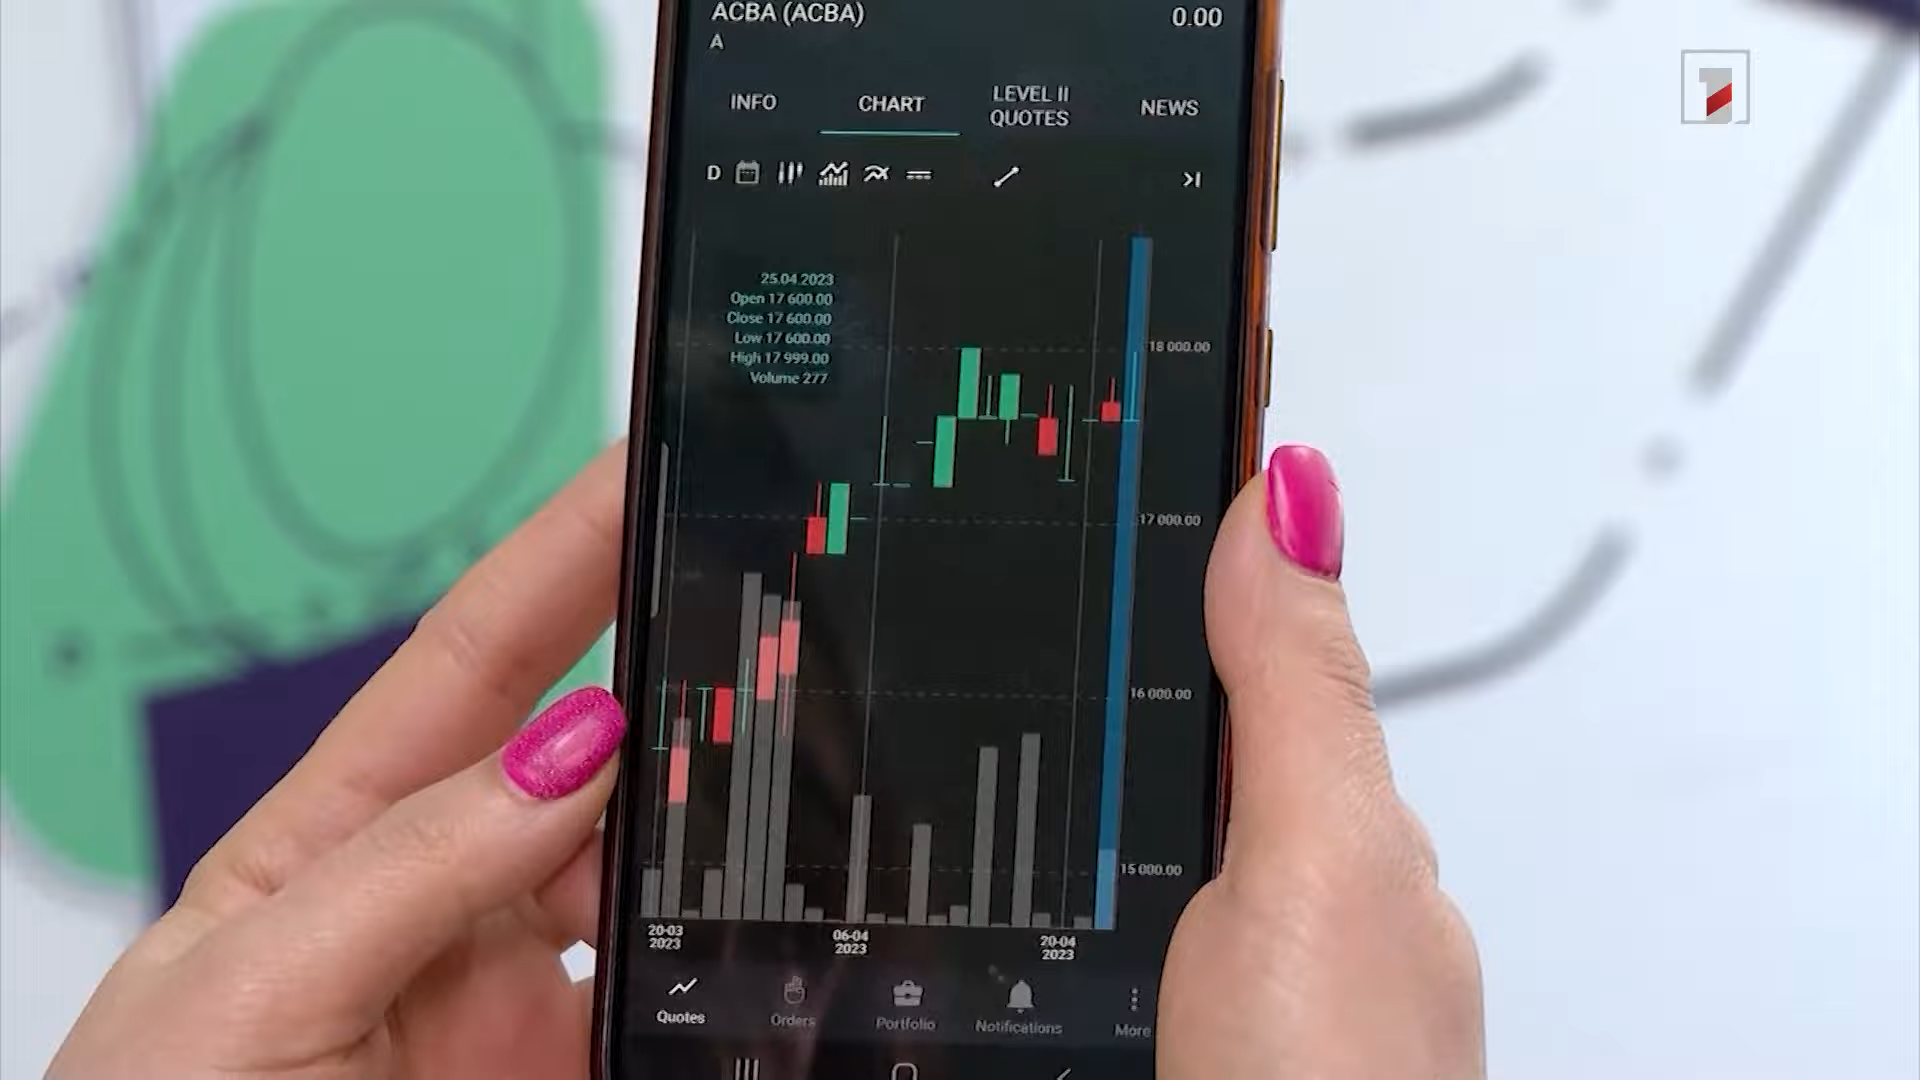 ACBA (ACBA)
0.00
A
INFO
CHART
LEVEL II
QUOTES
NEWS
D
25.04.2023
Open 17 600.00
Close 17 600.00
Low 17 600.00
High 17 999.00
Volume 277
18 000.00
17 000.00
16 000.00
15 000.00
20-03
2023
06-04
2023
20-04
2023
Quotes
Orders
Portfolio
Notifications
More
1